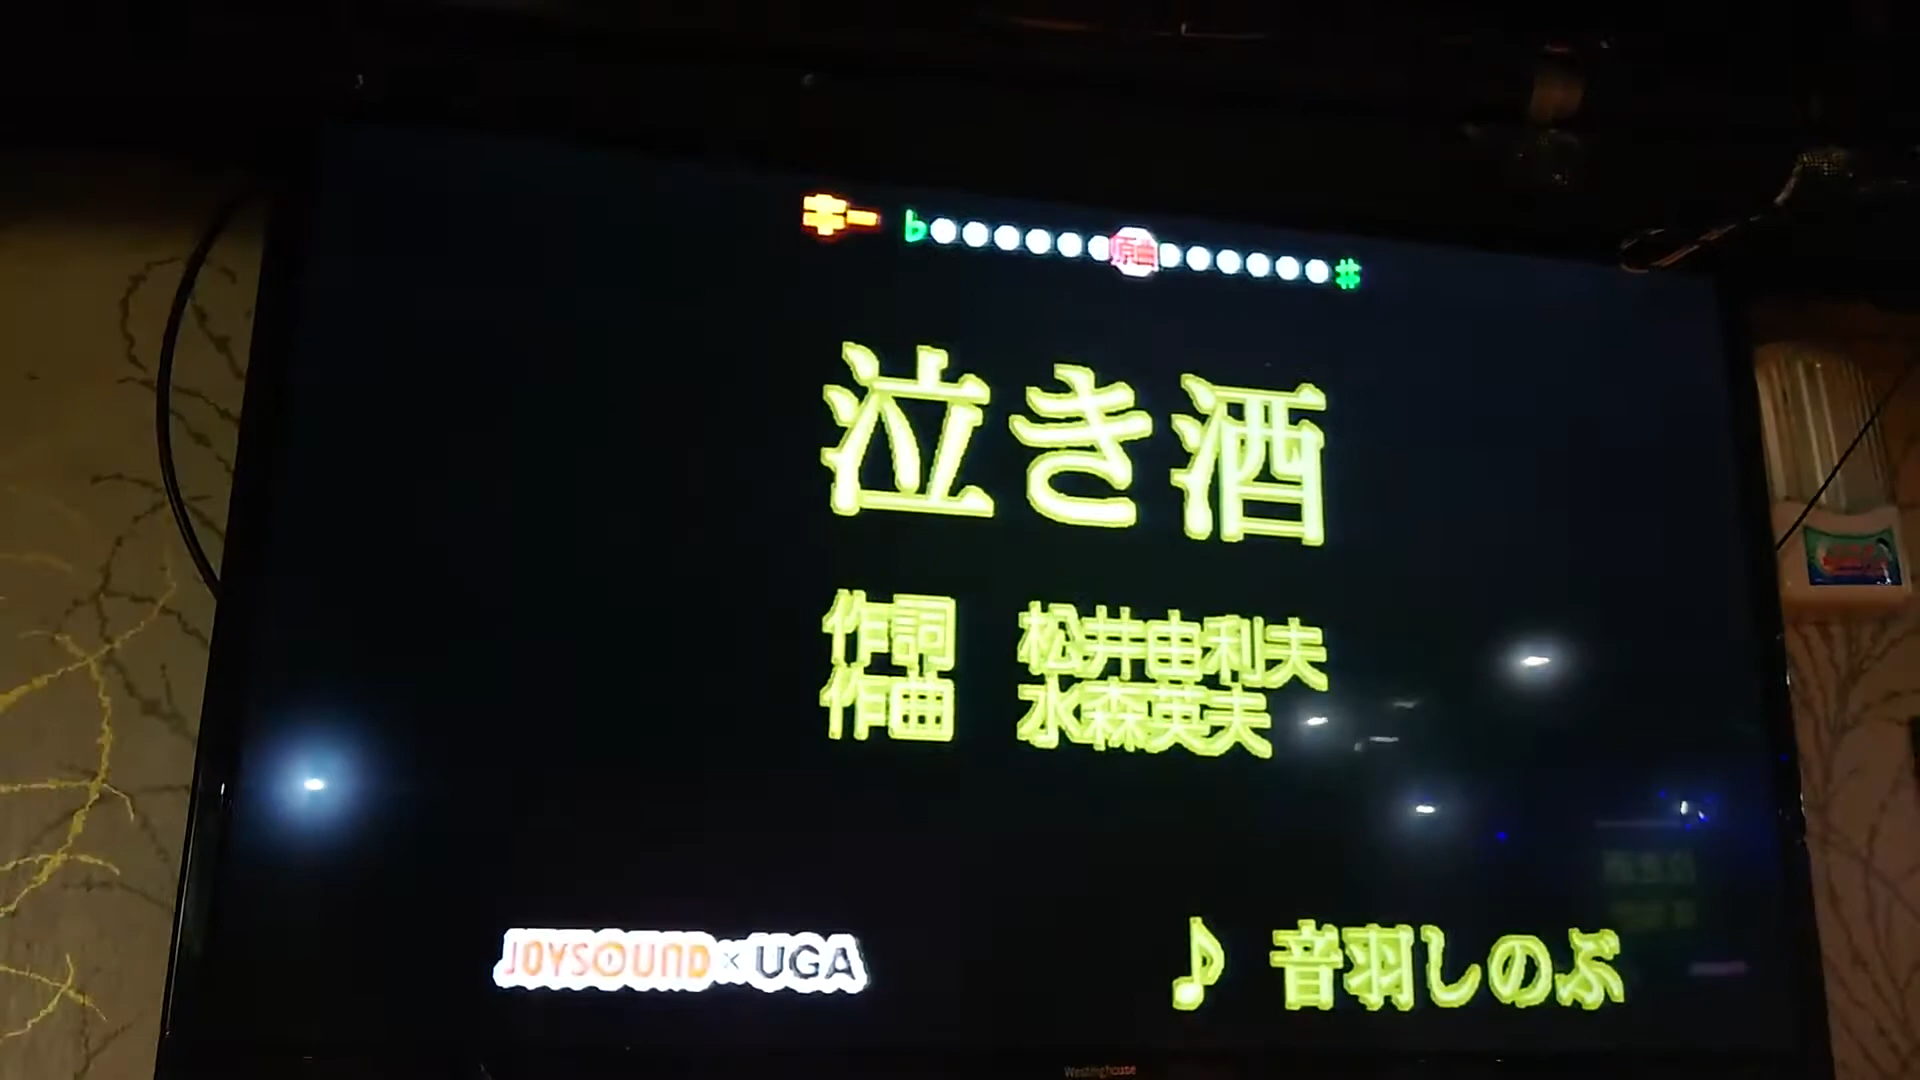 キー ♭ 原曲 ♯
泣き酒
作詞 松井由利夫
作曲 水森英夫
JOYSOUND×UGA
♪ 音羽しのぶ
Westinghouse